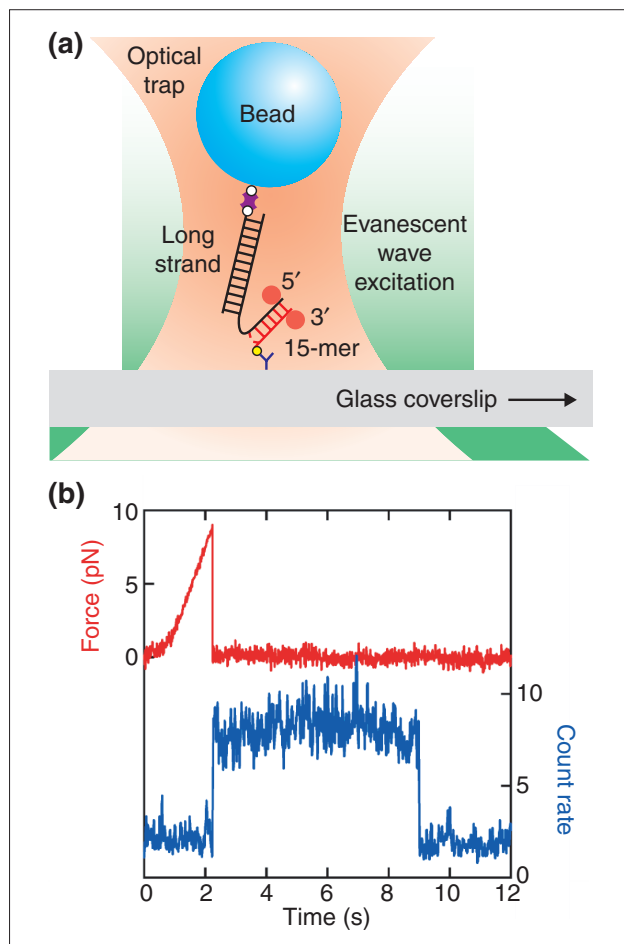 (a)
Optical
trap
Bead
Long
strand
Evanescent
wave
excitation
5′
3′
15-mer
Glass coverslip
(b)
10
5
0
Force (pN)
10
5
0
Count rate
0 2 4 6 8 10 12
Time (s)